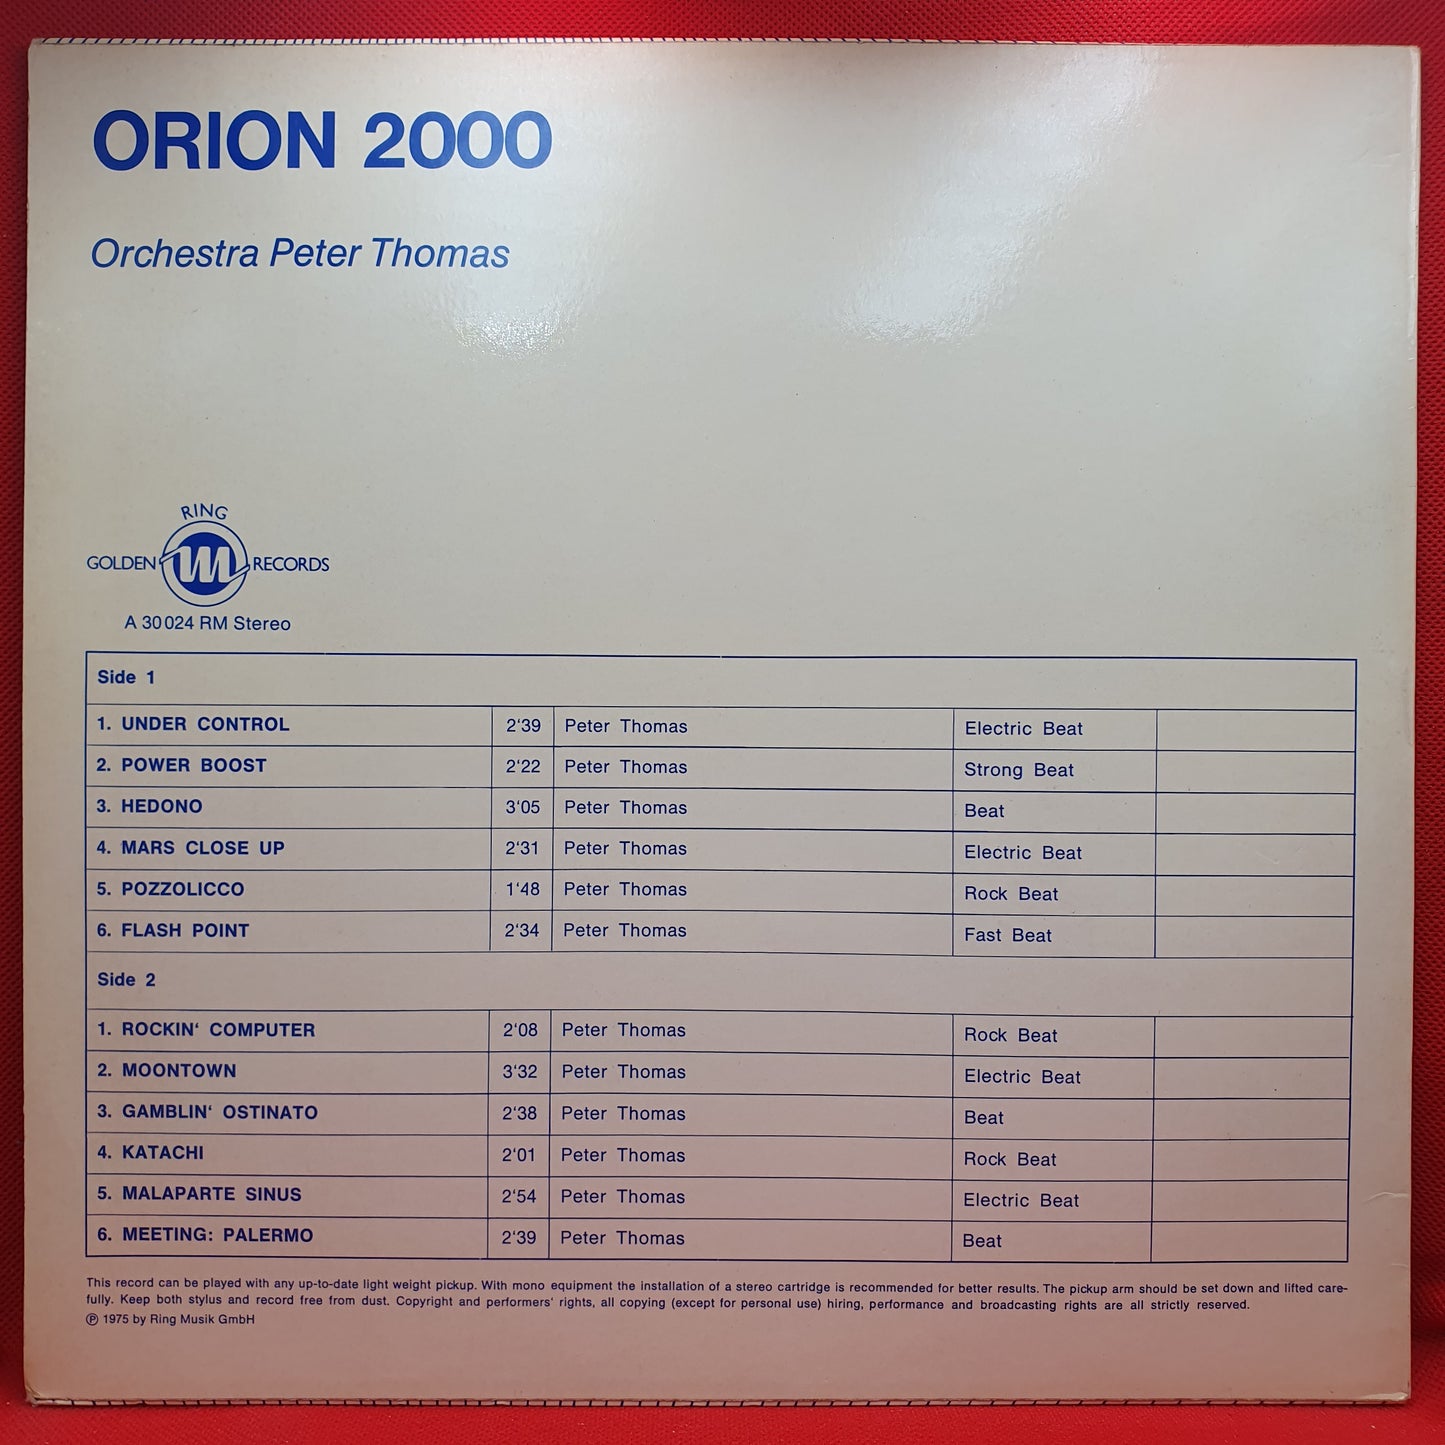 ORION 2000
Orchestra Peter Thomas
RING
GOLDEN M RECORDS
A 30 024 RM Stereo
Side 1
1. UNDER CONTROL 2‘39 Peter Thomas Electric Beat
2. POWER BOOST 2‘22 Peter Thomas Strong Beat
3. HEDONO 3‘05 Peter Thomas Beat
4. MARS CLOSE UP 2‘31 Peter Thomas Electric Beat
5. POZZOLICCO 1‘48 Peter Thomas Rock Beat
6. FLASH POINT 2‘34 Peter Thomas Fast Beat
Side 2
1. ROCKIN‘ COMPUTER 2‘08 Peter Thomas Rock Beat
2. MOONTOWN 3‘32 Peter Thomas Electric Beat
3. GAMBLIN‘ OSTINATO 2‘38 Peter Thomas Beat
4. KATACHI 2‘01 Peter Thomas Rock Beat
5. MALAPARTE SINUS 2‘54 Peter Thomas Electric Beat
6. MEETING: PALERMO 2‘39 Peter Thomas Beat
This record can be played with any up-to-date light weight pickup. With mono equipment the installation of a stereo cartridge is recommended for better results. The pickup arm should be set down and lifted care-
fully. Keep both stylus and record free from dust. Copyright and performers‘ rights, all copying (except for personal use) hiring, performance and broadcasting rights are all strictly reserved.
℗ 1975 by Ring Musik GmbH